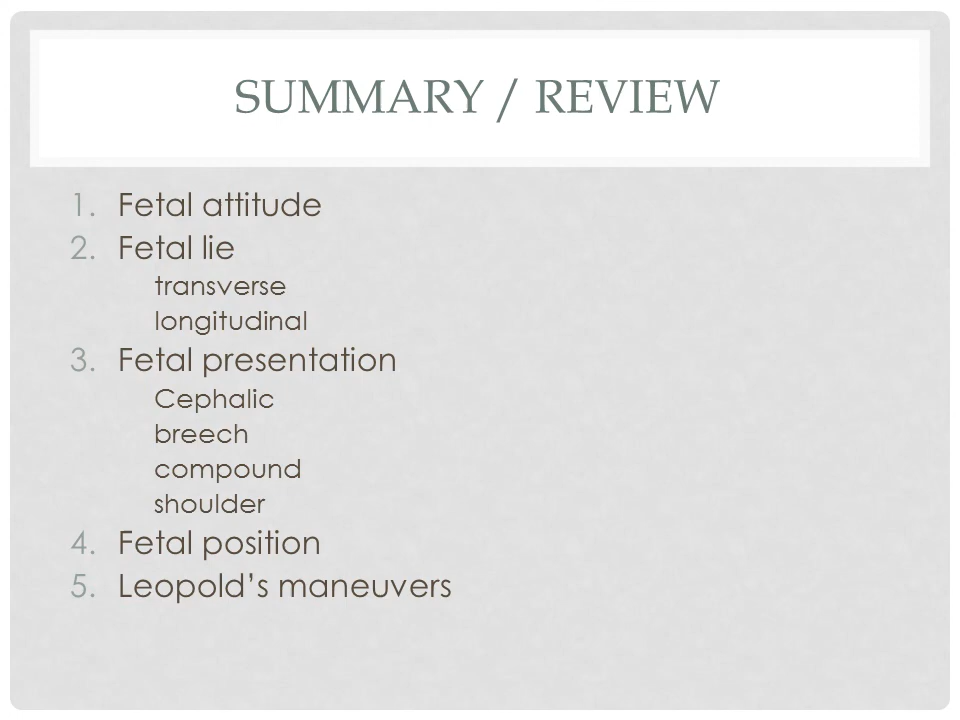 SUMMARY / REVIEW
1. Fetal attitude
2. Fetal lie
transverse
longitudinal
3. Fetal presentation
Cephalic
breech
compound
shoulder
4. Fetal position
5. Leopold’s maneuvers